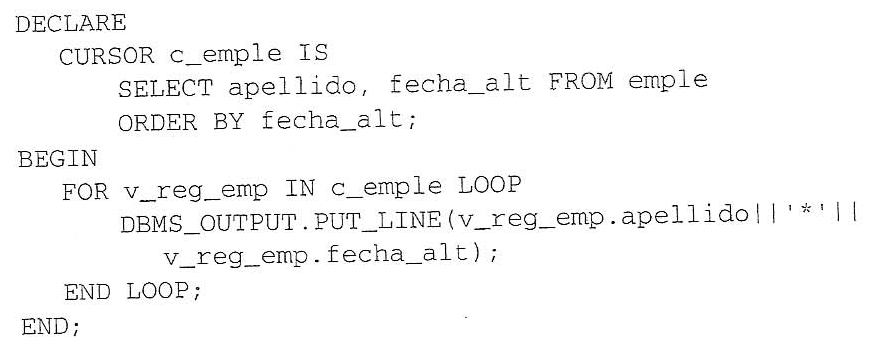 DECLARE
CURSOR c_emple IS
SELECT apellido, fecha_alt FROM emple
ORDER BY fecha_alt;
BEGIN
FOR v_reg_emp IN c_emple LOOP
DBMS_OUTPUT.PUT_LINE(v_reg_emp.apellido||'*'||
v_reg_emp.fecha_alt);
END LOOP;
END;